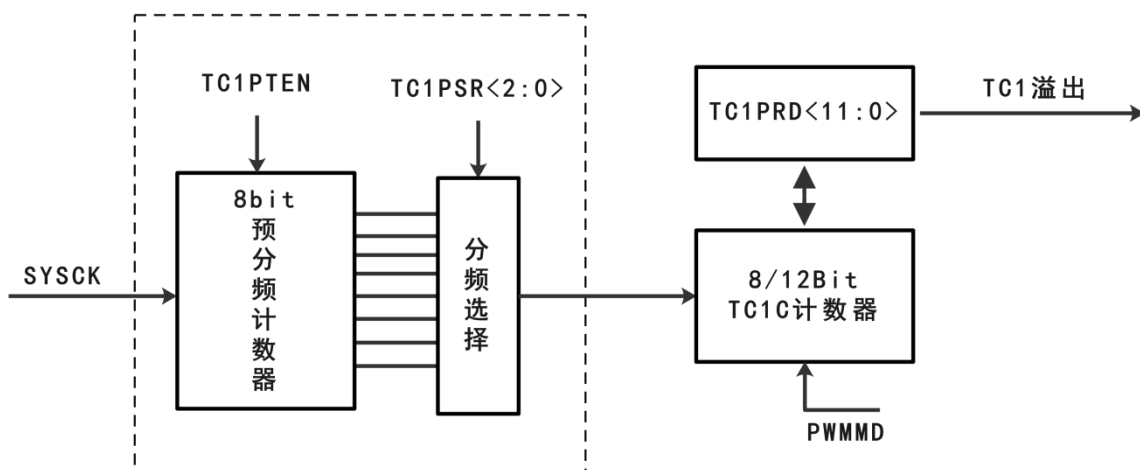 TC1PTEN
TC1PSR<2:0>
TC1PRD<11:0>
TC1溢出
8bit
预
分
频
计
数
器
分
频
选
择
SYSCK
8/12Bit
TC1C计数器
PWMMD